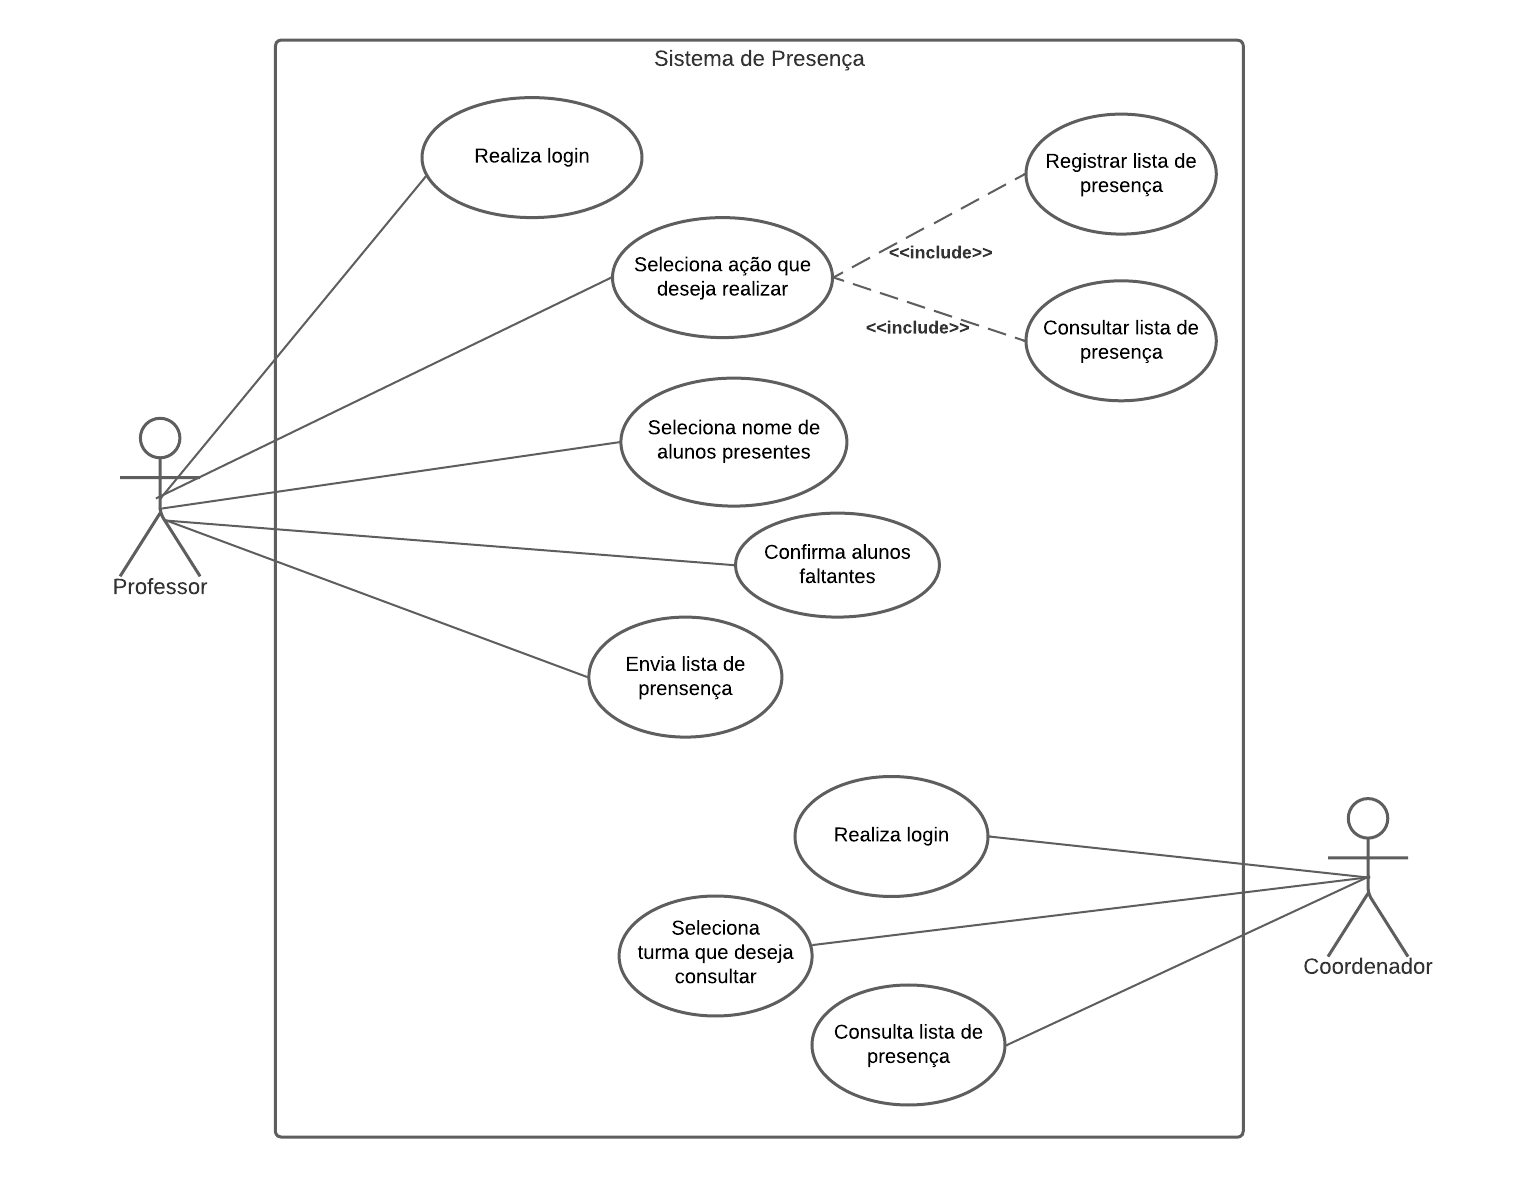 Sistema de Presença
Realiza login
Registrar lista de
presença
Seleciona ação que
deseja realizar
<<include>>
<<include>>
Consultar lista de
presença
Seleciona nome de
alunos presentes
Confirma alunos
faltantes
Professor
Envia lista de
prensença
Realiza login
Seleciona
turma que deseja
consultar
Coordenador
Consulta lista de
presença